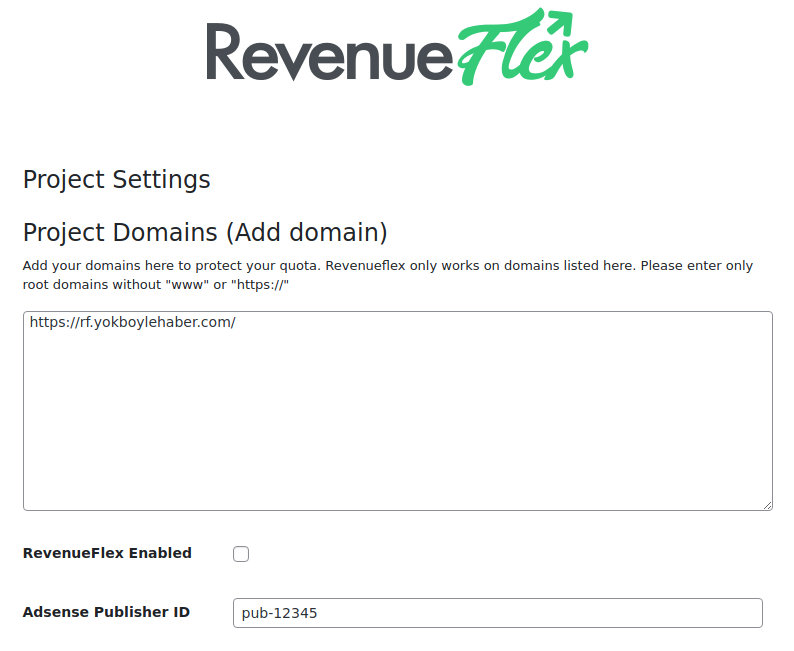 RevenueFlex
Project Settings
Project Domains (Add domain)
Add your domains here to protect your quota. Revenueflex only works on domains listed here. Please enter only
root domains without "www" or "https://"
https://rf.yokboylehaber.com/
RevenueFlex Enabled
Adsense Publisher ID
pub-12345